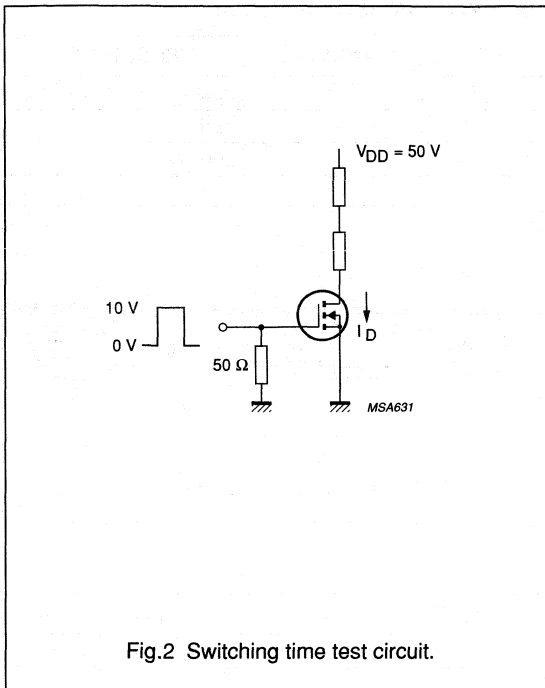 V_DD = 50 V
10 V
0 V
I_D
50 Ω
MSA631
Fig.2 Switching time test circuit.